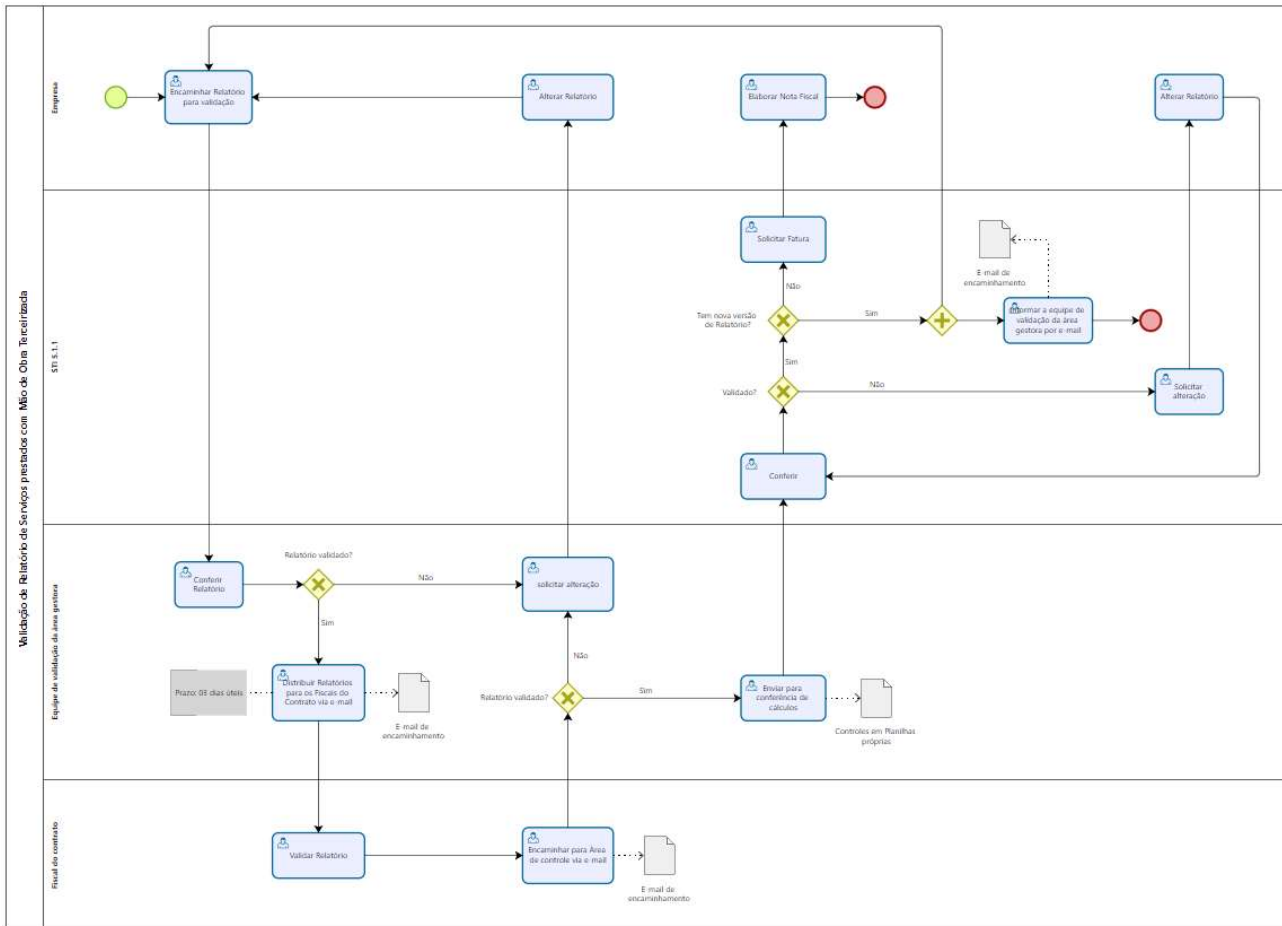 Validação de Relatório de Serviços prestados com Mão de Obra Terceirizada
Empresa
Encaminhar Relatório
para validação
Alterar Relatório
Elaborar Nota Fiscal
Alterar Relatório
STI 5.1.1
Solicitar Fatura
E-mail de
encaminhamento
Não
Tem nova versão
de Relatório?
Sim
Informar a equipe de
validação da área
gestora por e-mail
Sim
Validado?
Não
Solicitar
alteração
Conferir
Equipe de validação da área gestora
Relatório validado?
Conferir
Relatório
Não
solicitar alteração
Sim
Não
Prazo: 03 dias úteis
Distribuir Relatórios
para os Fiscais do
Contrato via e-mail
E-mail de
encaminhamento
Relatório validado?
Sim
Enviar para
conferência de
cálculos
Controles em Planilhas
próprias
Fiscal do contrato
Validar Relatório
Encaminhar para Área
de controle via e-mail
E-mail de
encaminhamento